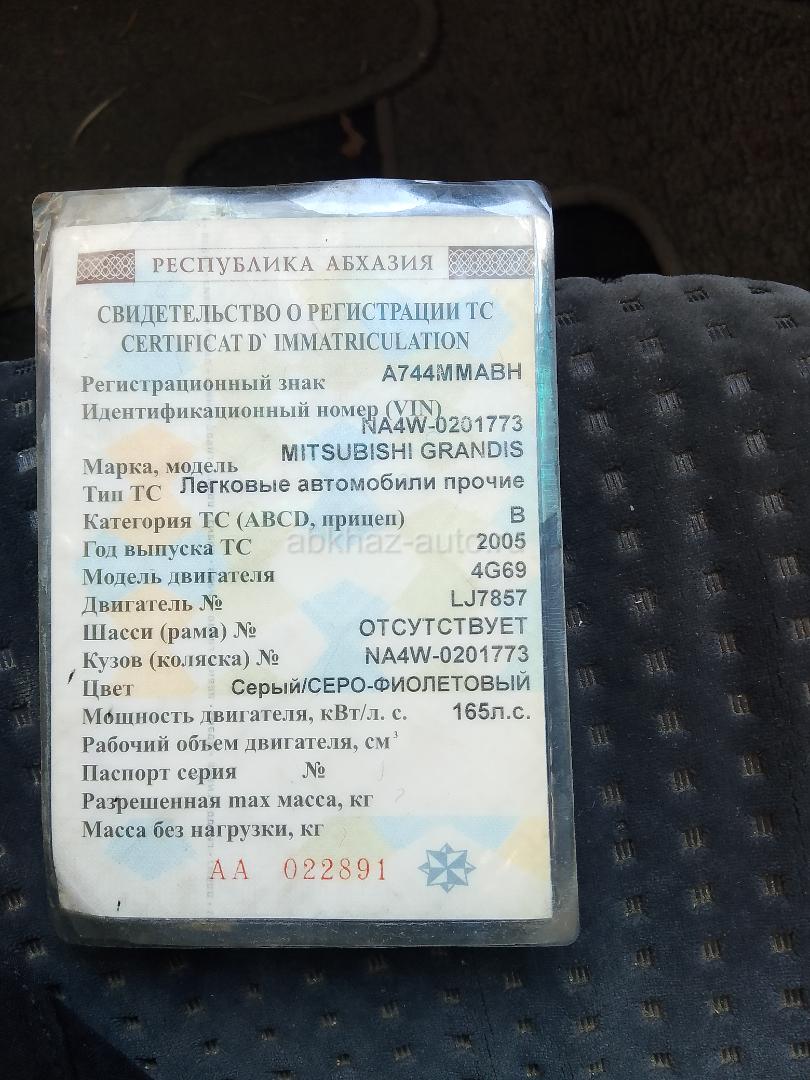 РЕСПУБЛИКА АБХАЗИЯ
СВИДЕТЕЛЬСТВО О РЕГИСТРАЦИИ ТС
CERTIFICAT D` IMMATRICULATION
Регистрационный знак А744ММАВН
Идентификационный номер (VIN)
NA4W-0201773
Марка, модель MITSUBISHI GRANDIS
Тип ТС Легковые автомобили прочие
Категория ТС (ABCD, прицеп) B
abkhaz-auto
Год выпуска ТС 2005
Модель двигателя 4G69
Двигатель № LJ7857
Шасси (рама) № ОТСУТСТВУЕТ
Кузов (коляска) № NA4W-0201773
Цвет Серый/СЕРО-ФИОЛЕТОВЫЙ
Мощность двигателя, кВт/л. с. 165л.с.
Рабочий объем двигателя, см³
Паспорт серия №
Разрешенная max масса, кг
Масса без нагрузки, кг
АА 022891